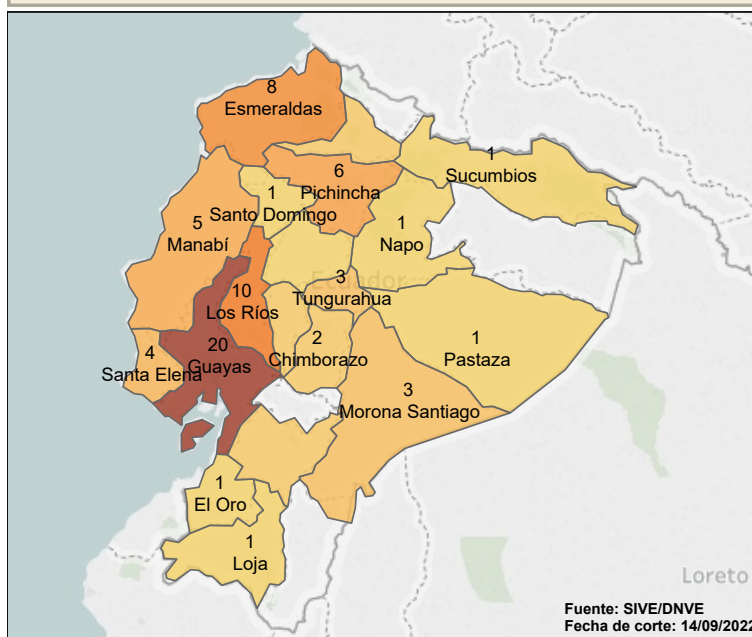 8
Esmeraldas
1
Sucumbios
6
Pichincha
1
Santo Domingo
5
Manabí
1
Napo
Ecuador
3
Tungurahua
10
Los Ríos
20
Guayas
2
Chimborazo
1
Pastaza
4
Santa Elena
3
Morona Santiago
1
El Oro
1
Loja
Loreto
Fuente: SIVE/DNVE
Fecha de corte: 14/09/2022